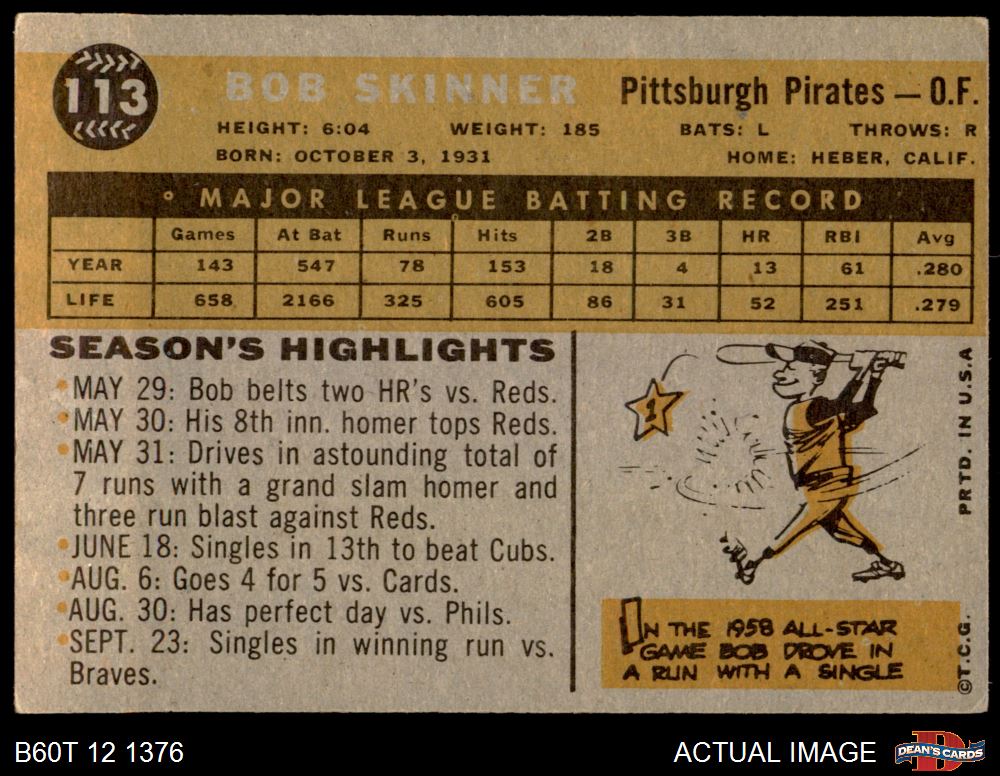 113
BOB SKINNER
Pittsburgh Pirates — O.F.
HEIGHT: 6:04 WEIGHT: 185 BATS: L THROWS: R
BORN: OCTOBER 3, 1931 HOME: HEBER, CALIF.
MAJOR LEAGUE BATTING RECORD
Games At Bat Runs Hits 2B 3B HR RBI Avg
YEAR 143 547 78 153 18 4 13 61 .280
LIFE 658 2166 325 605 86 31 52 251 .279
SEASON'S HIGHLIGHTS
•MAY 29: Bob belts two HR's vs. Reds.
•MAY 30: His 8th inn. homer tops Reds.
•MAY 31: Drives in astounding total of
7 runs with a grand slam homer and
three run blast against Reds.
•JUNE 18: Singles in 13th to beat Cubs.
•AUG. 6: Goes 4 for 5 vs. Cards.
•AUG. 30: Has perfect day vs. Phils.
•SEPT. 23: Singles in winning run vs.
Braves.
1
IN THE 1958 ALL-STAR
GAME BOB DROVE IN
A RUN WITH A SINGLE
PRTD. IN U.S.A
©T.C.G.
B60T 12 1376
ACTUAL IMAGE
D
DEAN'S CARDS